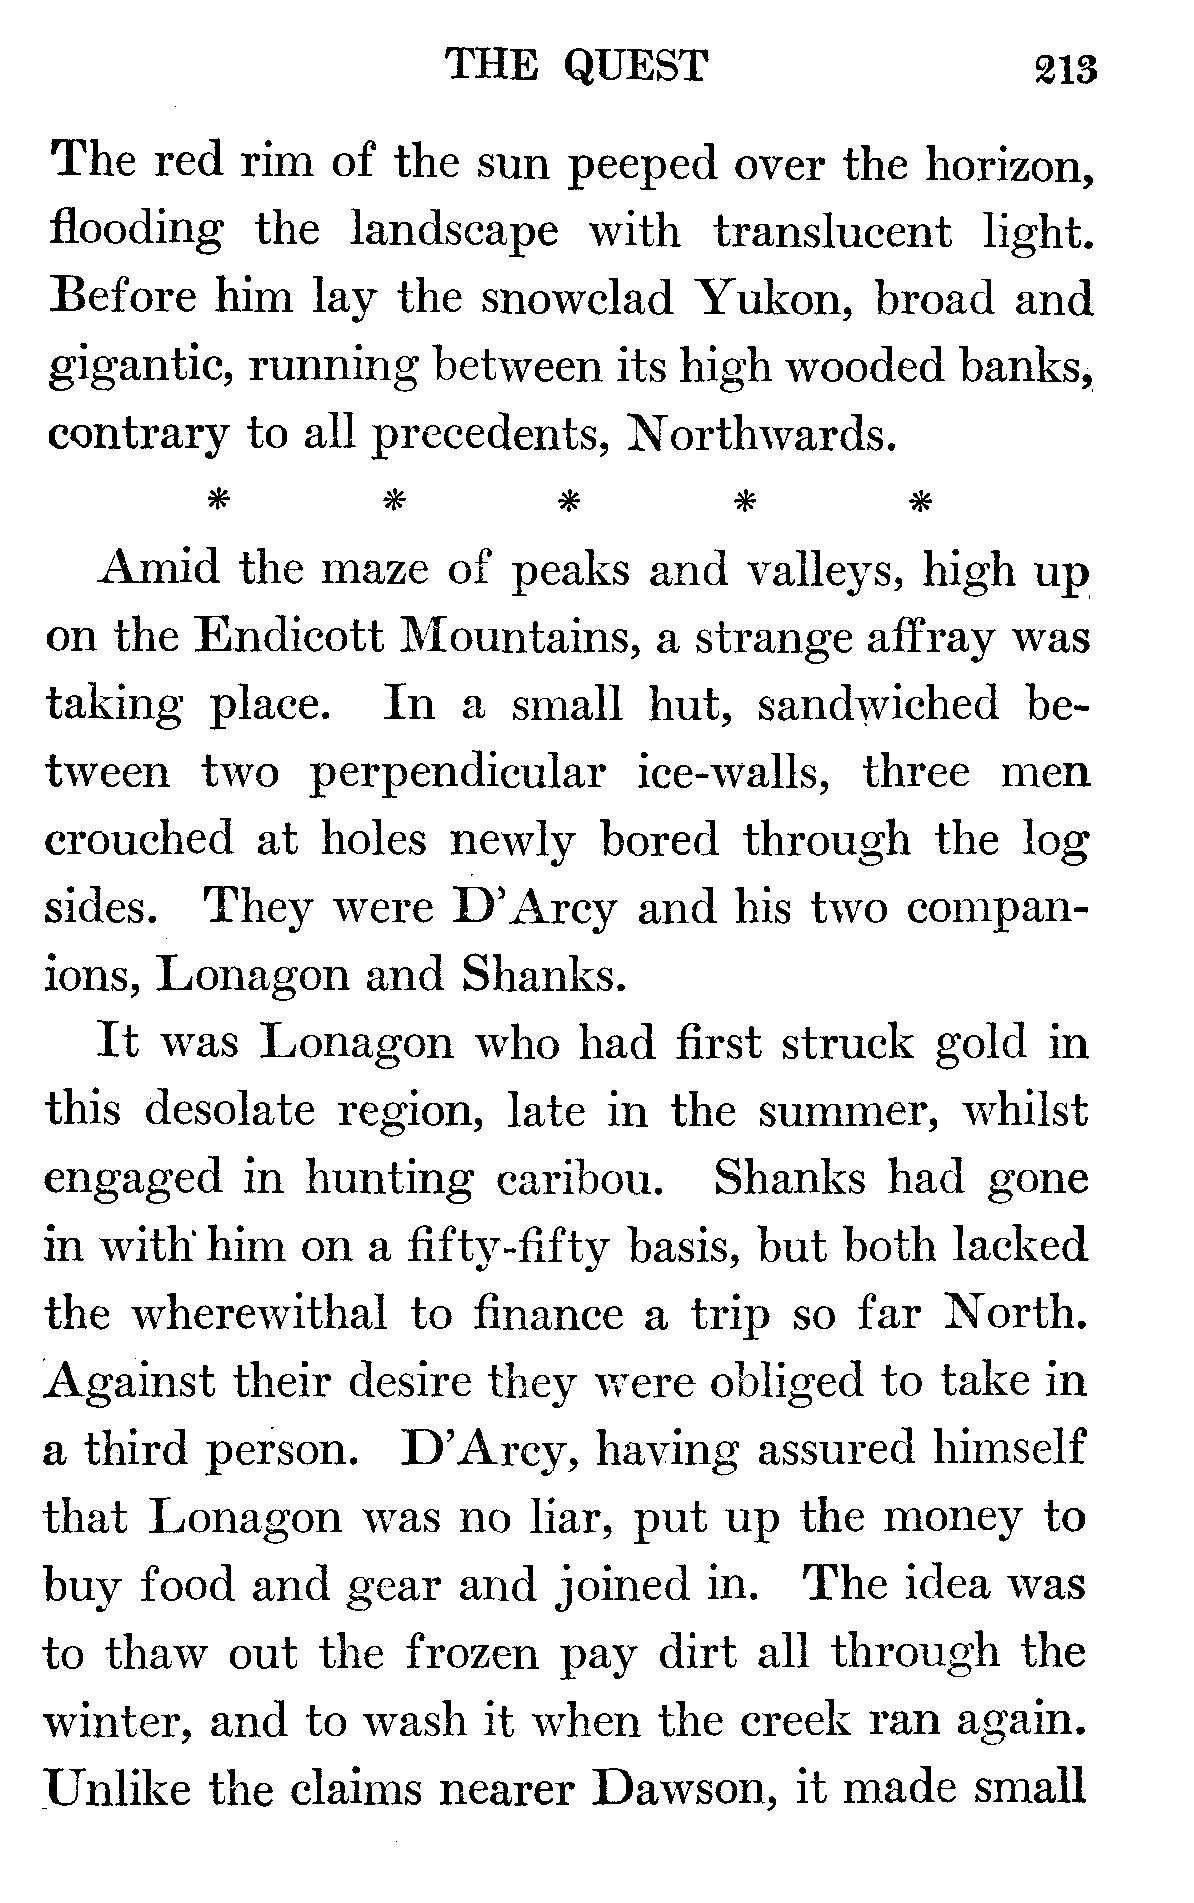 THE QUEST 213
The red rim of the sun peeped over the horizon,
flooding the landscape with translucent light.
Before him lay the snowclad Yukon, broad and
gigantic, running between its high wooded banks,
contrary to all precedents, Northwards.
* * * * *
Amid the maze of peaks and valleys, high up
on the Endicott Mountains, a strange affray was
taking place. In a small hut, sandwiched be-
tween two perpendicular ice-walls, three men
crouched at holes newly bored through the log
sides. They were D'Arcy and his two compan-
ions, Lonagon and Shanks.
It was Lonagon who had first struck gold in
this desolate region, late in the summer, whilst
engaged in hunting caribou. Shanks had gone
in with him on a fifty-fifty basis, but both lacked
the wherewithal to finance a trip so far North.
Against their desire they were obliged to take in
a third person. D'Arcy, having assured himself
that Lonagon was no liar, put up the money to
buy food and gear and joined in. The idea was
to thaw out the frozen pay dirt all through the
winter, and to wash it when the creek ran again.
Unlike the claims nearer Dawson, it made small